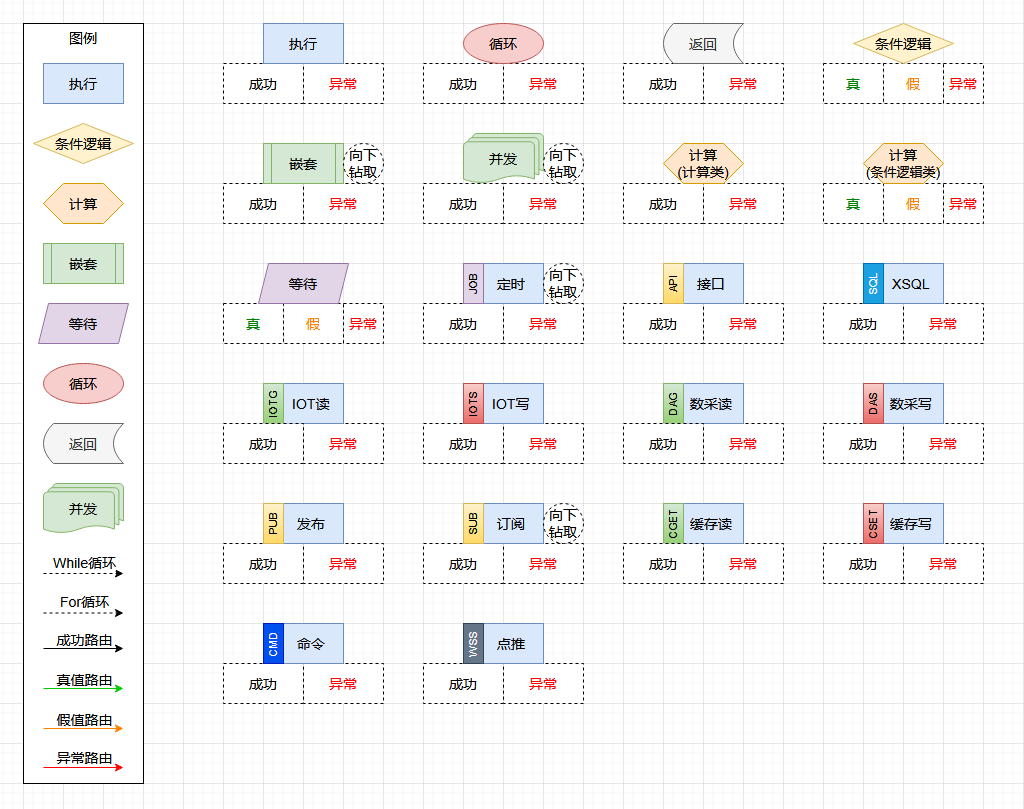 图例
执行
条件逻辑
计算
嵌套
等待
循环
返回
并发
While循环
For循环
成功路由
真值路由
假值路由
异常路由
执行
成功 异常
循环
成功 异常
返回
成功 异常
条件逻辑
真 假 异常
嵌套
向下
钻取
成功 异常
并发
向下
钻取
成功 异常
计算
(计算类)
成功 异常
计算
(条件逻辑类)
真 假 异常
等待
真 假 异常
JOB 定时
向下
钻取
成功 异常
API 接口
成功 异常
SQL XSQL
成功 异常
IOTG IOT读
成功 异常
IOTS IOT写
成功 异常
DAG 数采读
成功 异常
DAS 数采写
成功 异常
PUB 发布
成功 异常
SUB 订阅
向下
钻取
成功 异常
CGET 缓存读
成功 异常
CSET 缓存写
成功 异常
CMD 命令
成功 异常
WSS 点推
成功 异常